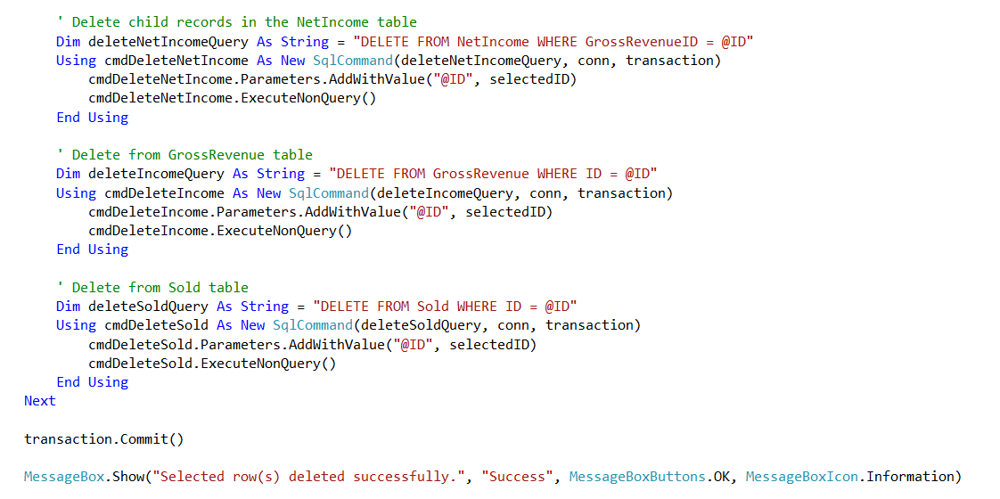 ' Delete child records in the NetIncome table
Dim deleteNetIncomeQuery As String = "DELETE FROM NetIncome WHERE GrossRevenueID = @ID"
Using cmdDeleteNetIncome As New SqlCommand(deleteNetIncomeQuery, conn, transaction)
cmdDeleteNetIncome.Parameters.AddWithValue("@ID", selectedID)
cmdDeleteNetIncome.ExecuteNonQuery()
End Using
' Delete from GrossRevenue table
Dim deleteIncomeQuery As String = "DELETE FROM GrossRevenue WHERE ID = @ID"
Using cmdDeleteIncome As New SqlCommand(deleteIncomeQuery, conn, transaction)
cmdDeleteIncome.Parameters.AddWithValue("@ID", selectedID)
cmdDeleteIncome.ExecuteNonQuery()
End Using
' Delete from Sold table
Dim deleteSoldQuery As String = "DELETE FROM Sold WHERE ID = @ID"
Using cmdDeleteSold As New SqlCommand(deleteSoldQuery, conn, transaction)
cmdDeleteSold.Parameters.AddWithValue("@ID", selectedID)
cmdDeleteSold.ExecuteNonQuery()
End Using
Next
transaction.Commit()
MessageBox.Show("Selected row(s) deleted successfully.", "Success", MessageBoxButtons.OK, MessageBoxIcon.Information)